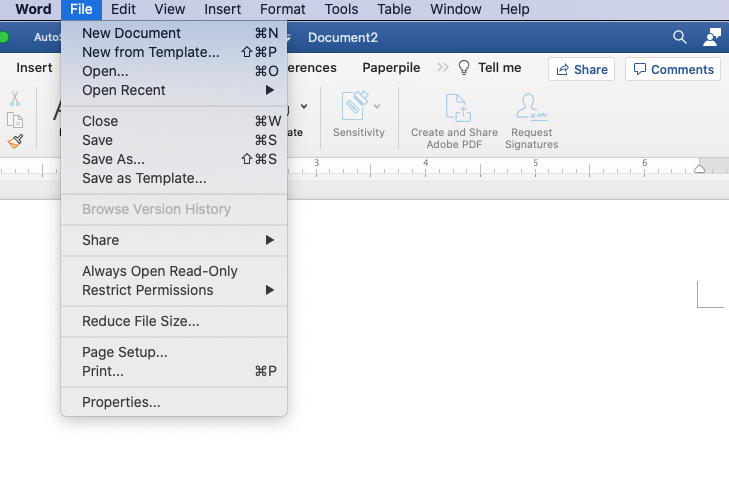 Word File Edit View Insert Format Tools Table Window Help
Document2
Insert Paperpile Tell me Share Comments
New Document ⌘N
New from Template... ⇧⌘P
Open... ⌘O
Open Recent
Close ⌘W
Save ⌘S
Save As... ⇧⌘S
Save as Template...
Browse Version History
Share
Always Open Read-Only
Restrict Permissions
Reduce File Size...
Page Setup...
Print... ⌘P
Properties...
Sensitivity
Create and Share
Adobe PDF
Request
Signatures
3 4 5 6